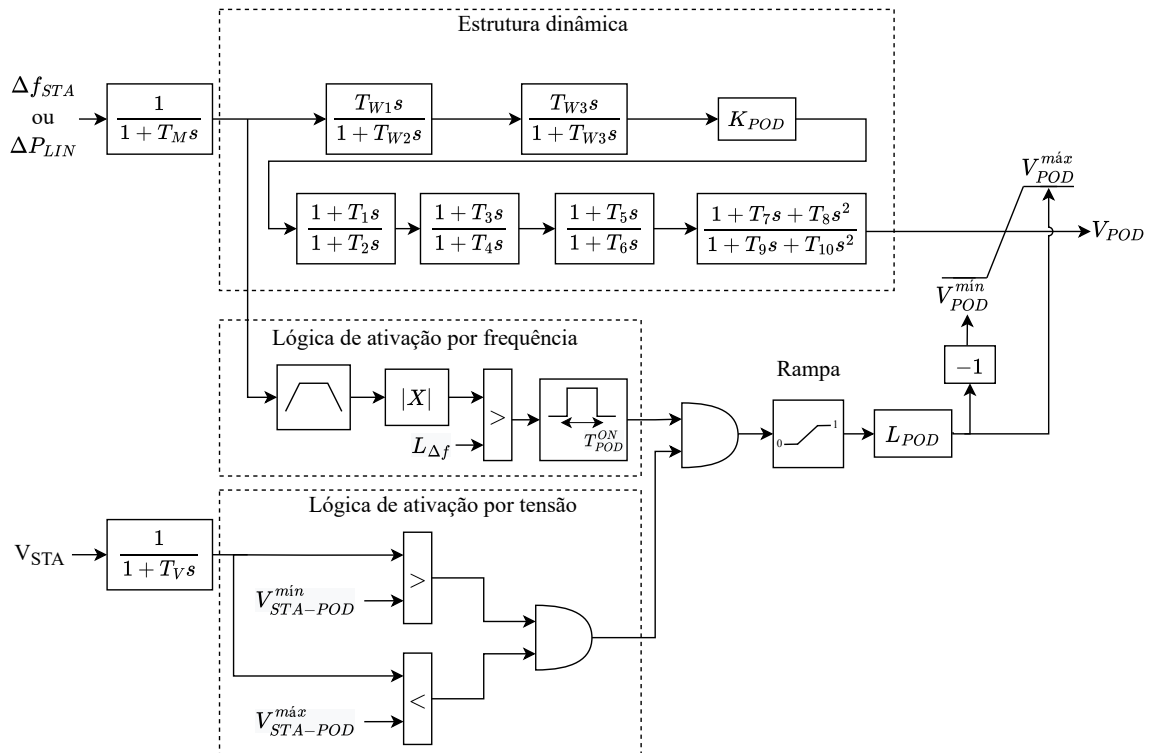 Estrutura dinâmica
Δf_STA
ou
ΔP_LIN
1 / (1 + T_M s)
T_W1 s / (1 + T_W2 s)
T_W3 s / (1 + T_W3 s)
K_POD
(1 + T_1 s) / (1 + T_2 s)
(1 + T_3 s) / (1 + T_4 s)
(1 + T_5 s) / (1 + T_6 s)
(1 + T_7 s + T_8 s²) / (1 + T_9 s + T_10 s²)
V_POD^máx
V_POD
V_POD^mín
−1
Lógica de ativação por frequência
|X|
>
L_Δf
T_POD^ON
Rampa
0
1
L_POD
Lógica de ativação por tensão
V_STA
1 / (1 + T_V s)
>
V_STA−POD^mín
<
V_STA−POD^máx